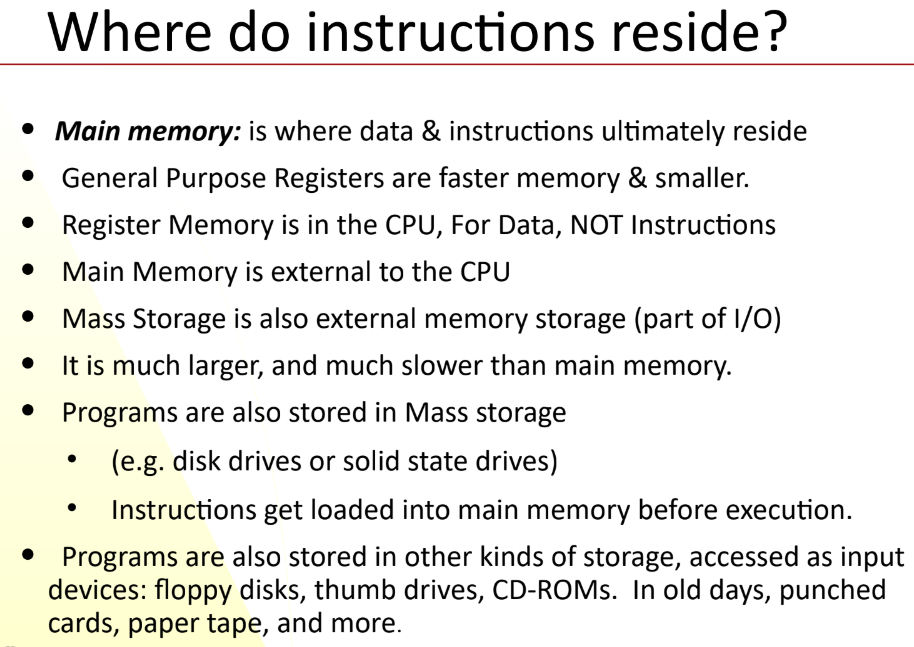 Where do instructions reside?
• Main memory: is where data & instructions ultimately reside
• General Purpose Registers are faster memory & smaller.
• Register Memory is in the CPU, For Data, NOT Instructions
• Main Memory is external to the CPU
• Mass Storage is also external memory storage (part of I/O)
• It is much larger, and much slower than main memory.
• Programs are also stored in Mass storage
• (e.g. disk drives or solid state drives)
• Instructions get loaded into main memory before execution.
• Programs are also stored in other kinds of storage, accessed as input
devices: floppy disks, thumb drives, CD-ROMs. In old days, punched
cards, paper tape, and more.